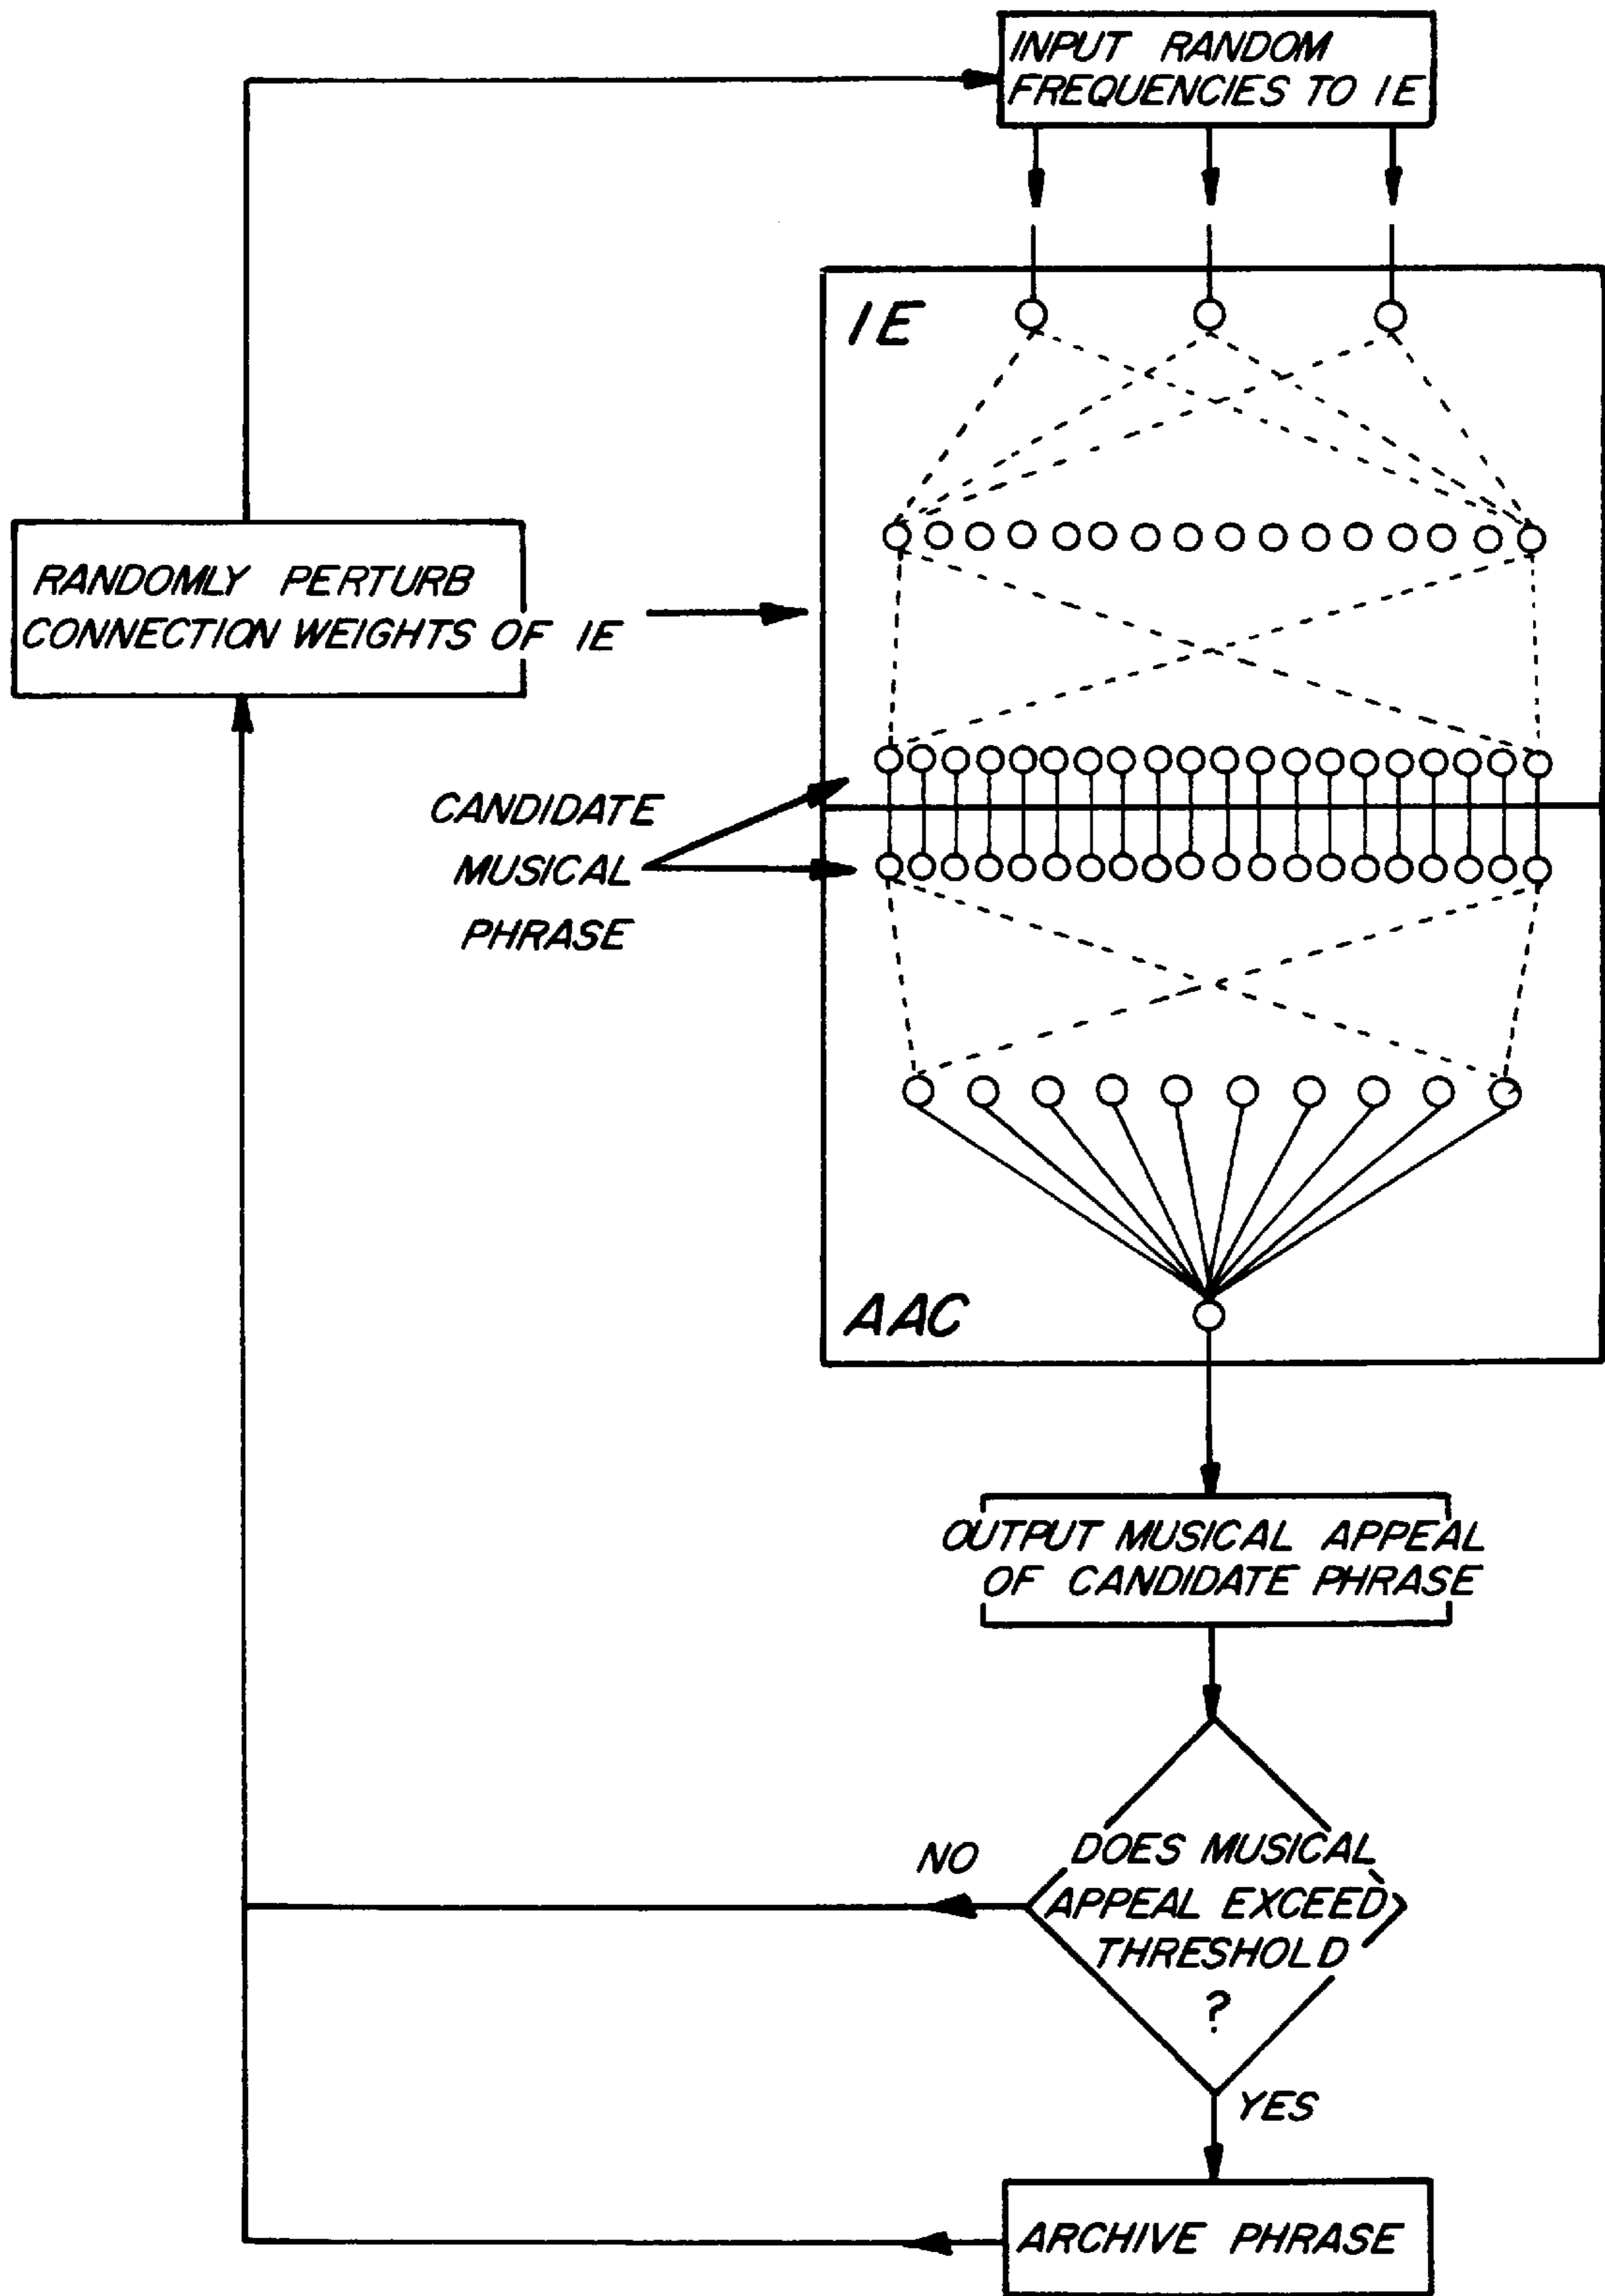 INPUT RANDOM
FREQUENCIES TO IE
IE
RANDOMLY PERTURB
CONNECTION WEIGHTS OF IE
CANDIDATE
MUSICAL
PHRASE
AAC
OUTPUT MUSICAL APPEAL
OF CANDIDATE PHRASE
NO
DOES MUSICAL
APPEAL EXCEED
THRESHOLD
?
YES
ARCHIVE PHRASE